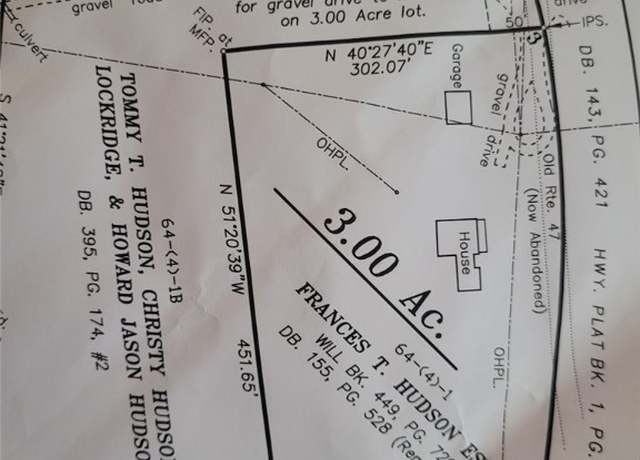 gravel
for gravel drive to
on 3.00 Acre lot.
drive
culvert
FIP. at
MFP.
50'
IPS.
3
N 40°27'40"E
302.07'
Garage
gravel
drive
OHPL.
Old Rte. 47
(Now Abandoned)
DB. 143, PG. 421 HWY. PLAT BK. 1, PG.
House
3.00 Ac.
64-(4)-1
FRANCES T. HUDSON
WILL BK. 449, PG.
DB. 155, PG. 528
OHPL.
N 51°20'39"W 451.65'
64-(4)-1B
TOMMY T. HUDSON, CHRISTY
LOCKRIDGE, & HOWARD JASON
DB. 395, PG. 174, #2